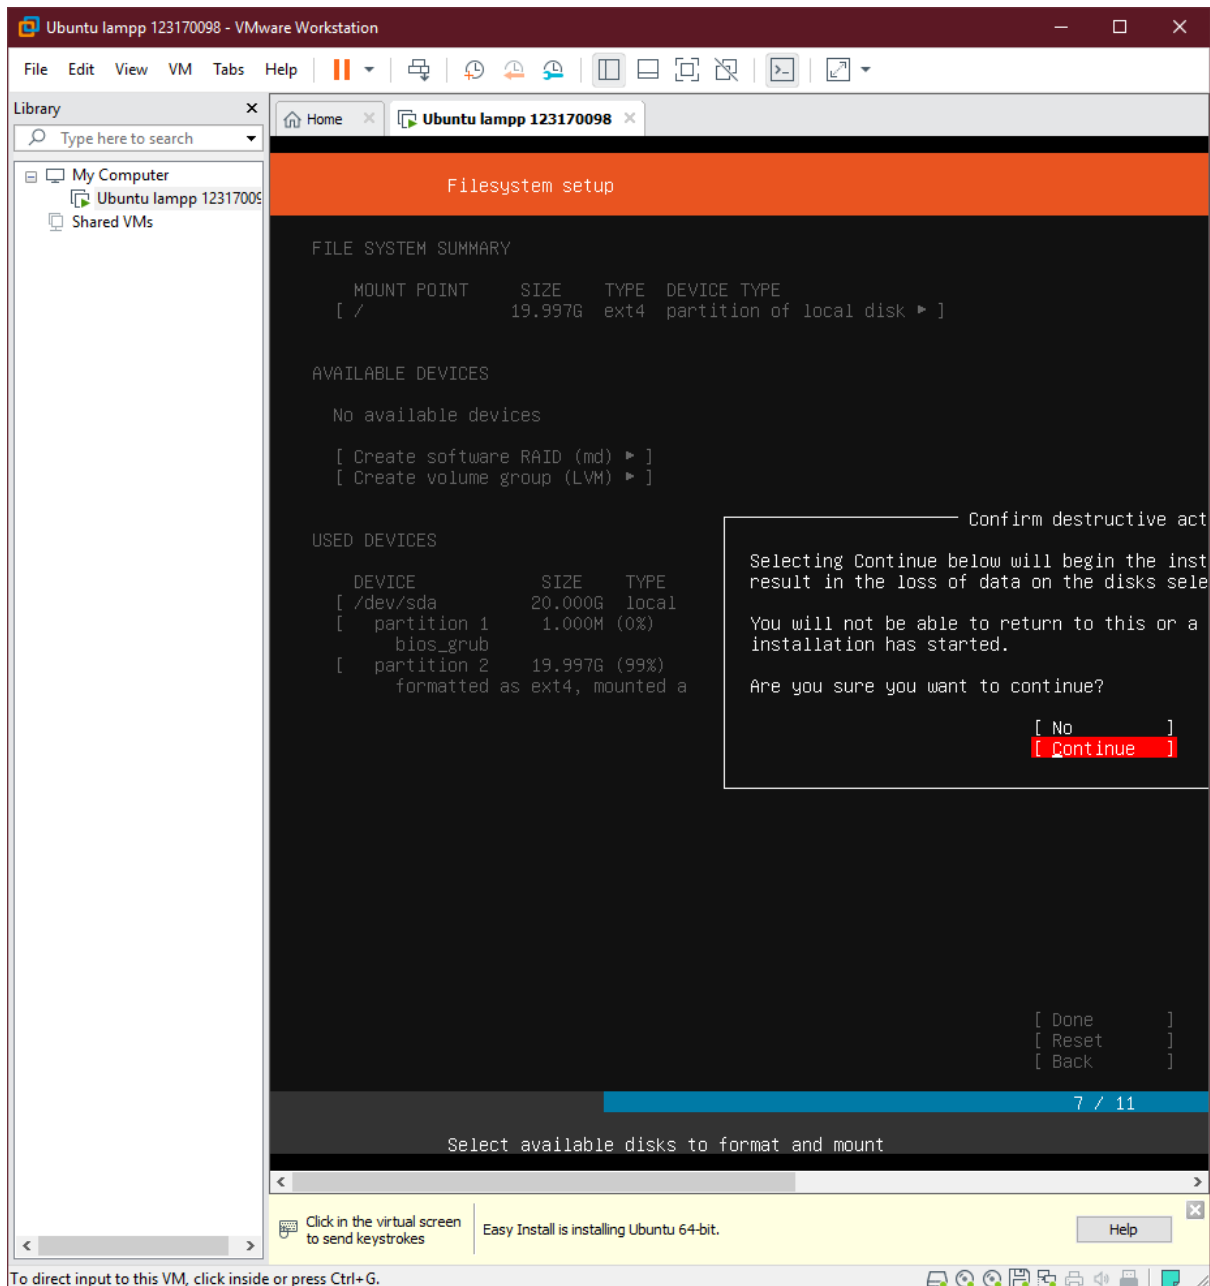 Ubuntu lampp 123170098 - VMware Workstation
File Edit View VM Tabs Help
Library
Type here to search
My Computer
Ubuntu lampp 12317009
Shared VMs
Home
Ubuntu lampp 123170098
Filesystem setup
FILE SYSTEM SUMMARY
MOUNT POINT SIZE TYPE DEVICE TYPE
[ / 19.997G ext4 partition of local disk ▸ ]
AVAILABLE DEVICES
No available devices
[ Create software RAID (md) ▸ ]
[ Create volume group (LVM) ▸ ]
USED DEVICES
DEVICE SIZE TYPE
[ /dev/sda 20.000G local
[ partition 1 1.000M (0%)
bios_grub
[ partition 2 19.997G (99%)
formatted as ext4, mounted a
Confirm destructive act
Selecting Continue below will begin the inst
result in the loss of data on the disks sele
You will not be able to return to this or a
installation has started.
Are you sure you want to continue?
[ No ]
[ Continue ]
[ Done ]
[ Reset ]
[ Back ]
7 / 11
Select available disks to format and mount
Click in the virtual screen
to send keystrokes
Easy Install is installing Ubuntu 64-bit.
Help
To direct input to this VM, click inside or press Ctrl+G.